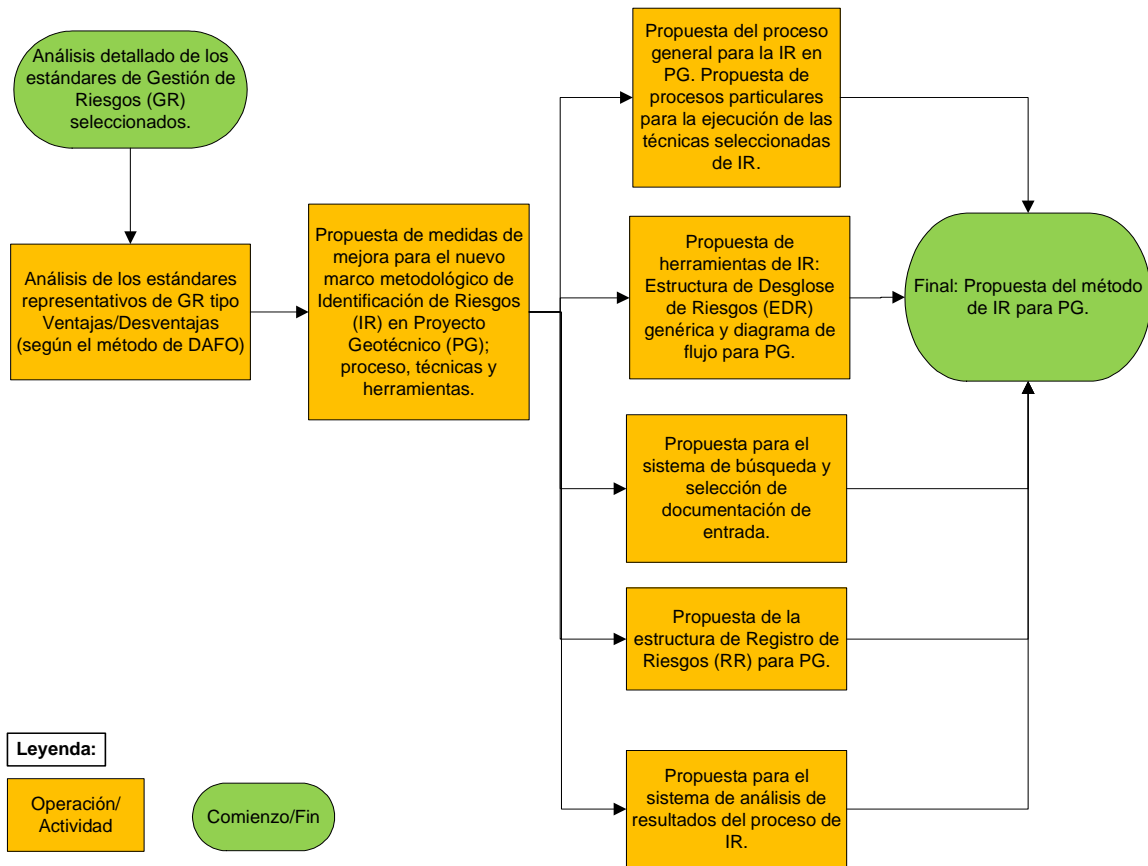 Análisis detallado de los
estándares de Gestión de
Riesgos (GR)
seleccionados.
Análisis de los estándares
representativos de GR tipo
Ventajas/Desventajas
(según el método de DAFO)
Propuesta de medidas de
mejora para el nuevo
marco metodológico de
Identificación de Riesgos
(IR) en Proyecto
Geotécnico (PG);
proceso, técnicas y
herramientas.
Propuesta del proceso
general para la IR en
PG. Propuesta de
procesos particulares
para la ejecución de las
técnicas seleccionadas
de IR.
Propuesta de
herramientas de IR:
Estructura de Desglose
de Riesgos (EDR)
genérica y diagrama de
flujo para PG.
Propuesta para el
sistema de búsqueda y
selección de
documentación de
entrada.
Propuesta de la
estructura de Registro de
Riesgos (RR) para PG.
Propuesta para el
sistema de análisis de
resultados del proceso de
IR.
Final: Propuesta del método
de IR para PG.
Leyenda:
Operación/
Actividad
Comienzo/Fin